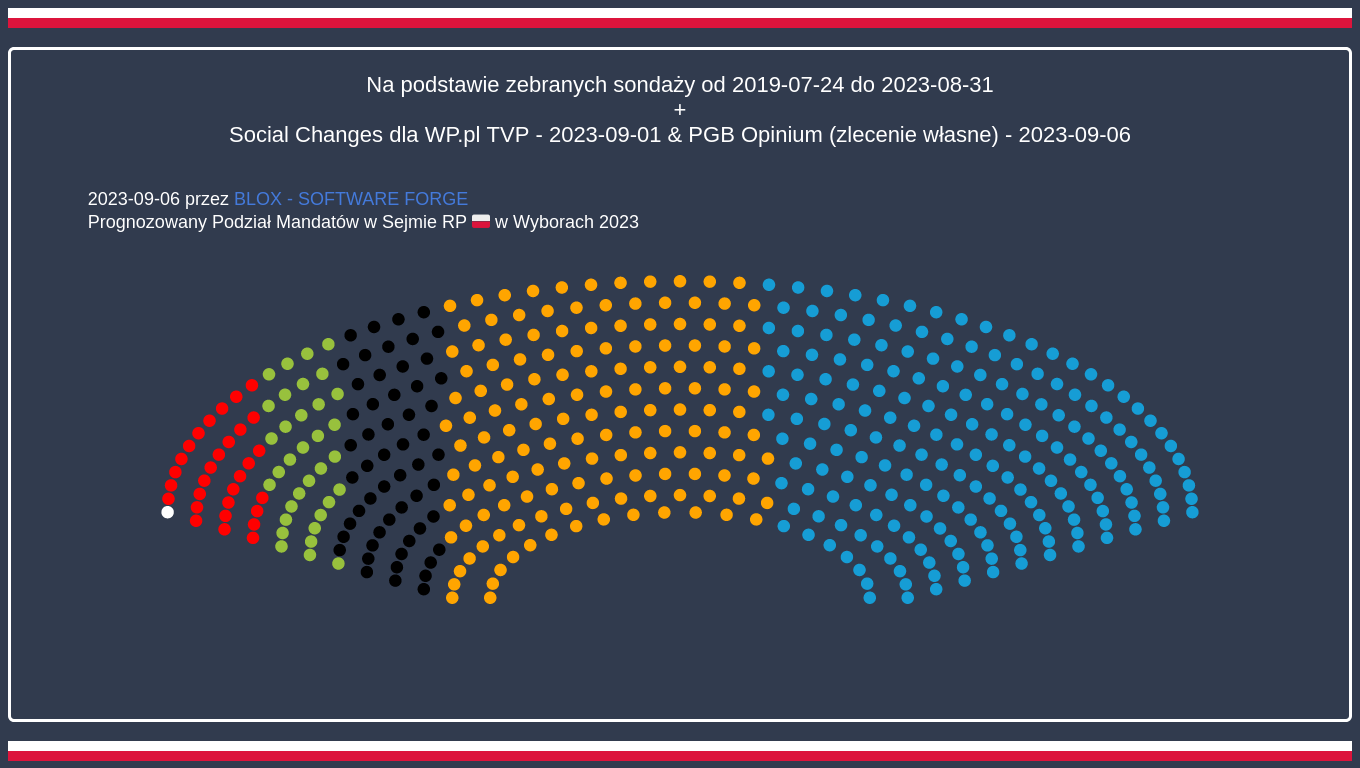 Na podstawie zebranych sondaży od 2019-07-24 do 2023-08-31
+
Social Changes dla WP.pl TVP - 2023-09-01 & PGB Opinium (zlecenie własne) - 2023-09-06
2023-09-06 przez BLOX - SOFTWARE FORGE
Prognozowany Podział Mandatów w Sejmie RP w Wyborach 2023